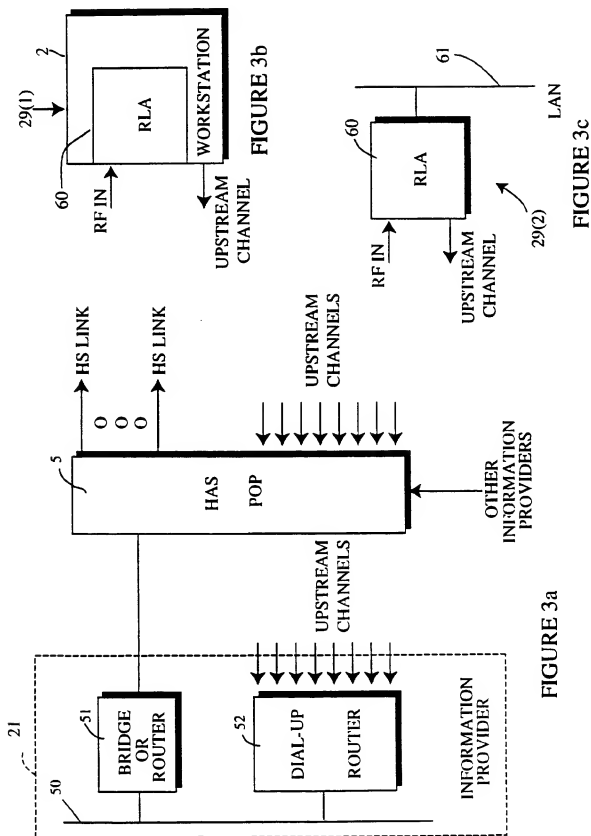 21
50
51
BRIDGE
OR
ROUTER
52
DIAL-UP
ROUTER
INFORMATION
PROVIDER
UPSTREAM
CHANNELS
5
HAS
POP
HS LINK
O
O
O
HS LINK
UPSTREAM
CHANNELS
OTHER
INFORMATION
PROVIDERS
FIGURE 3a
29(1)
2
60
RLA
WORKSTATION
RF IN
UPSTREAM
CHANNEL
FIGURE 3b
60
RLA
RF IN
UPSTREAM
CHANNEL
61
LAN
29(2)
FIGURE 3c